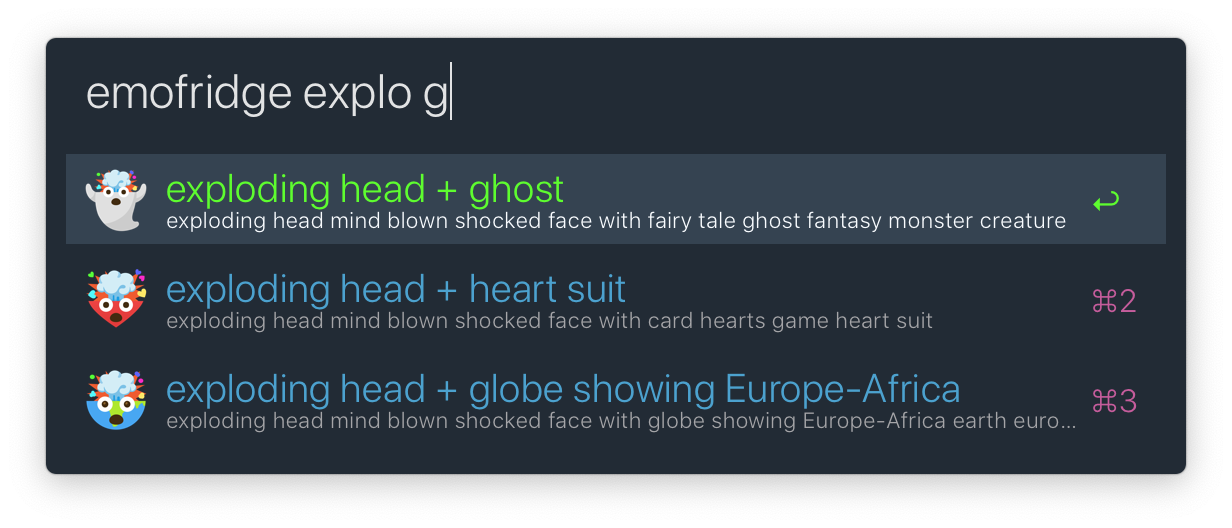 emofridge explo g
exploding head + ghost
exploding head mind blown shocked face with fairy tale ghost fantasy monster creature
↩
exploding head + heart suit
exploding head mind blown shocked face with card hearts game heart suit
⌘2
exploding head + globe showing Europe-Africa
exploding head mind blown shocked face with globe showing Europe-Africa earth euro...
⌘3